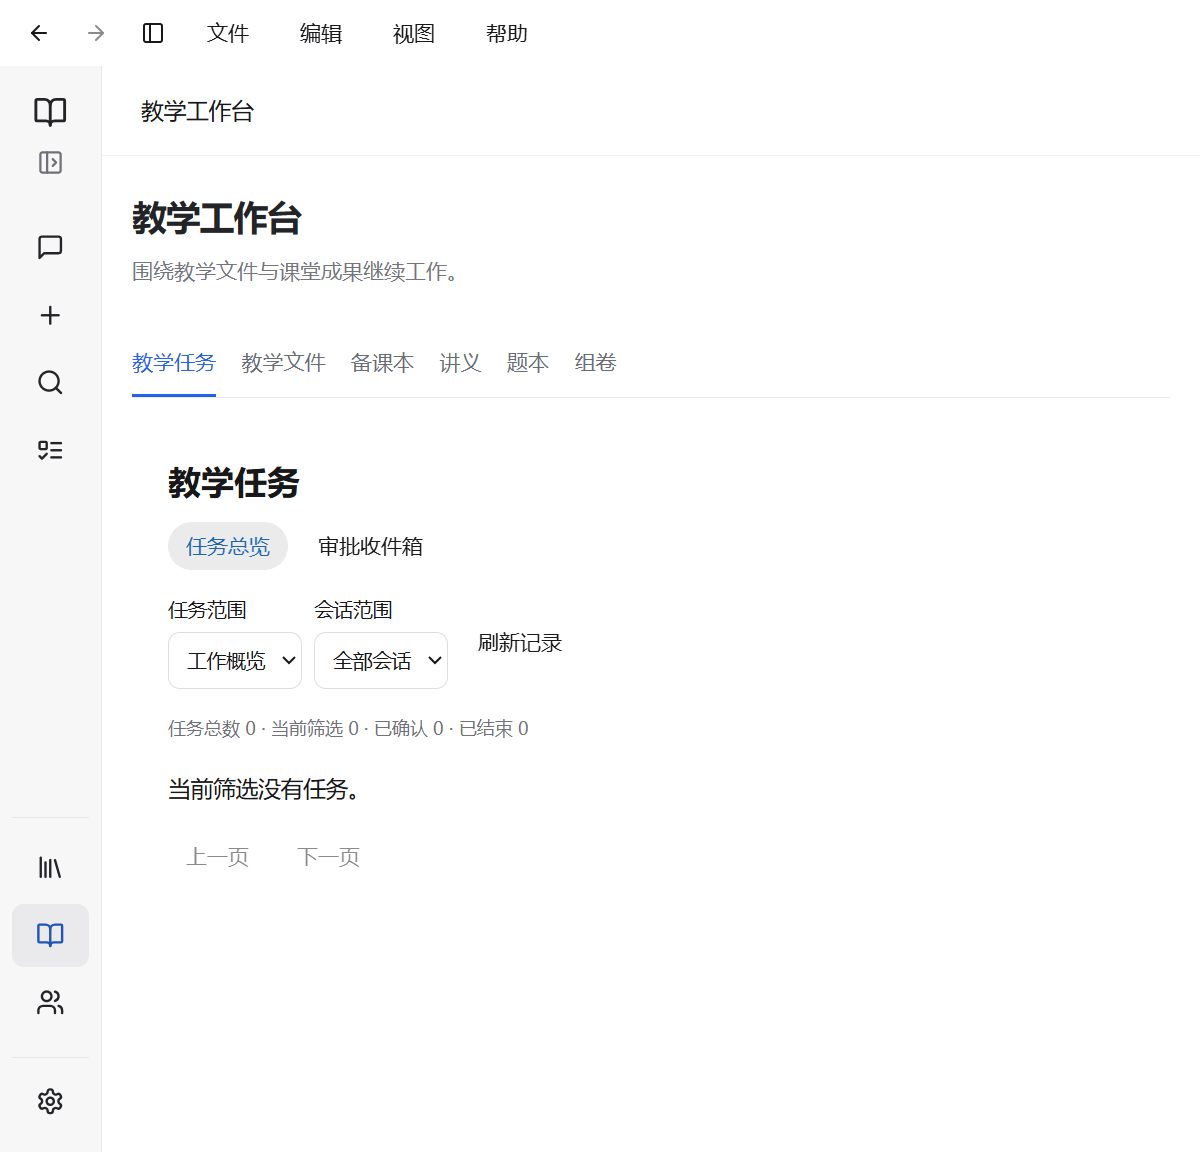 文件 编辑 视图 帮助
教学工作台
教学工作台
围绕教学文件与课堂成果继续工作。
教学任务 教学文件 备课本 讲义 题本 组卷
教学任务
任务总览 审批收件箱
任务范围 会话范围
工作概览 全部会话 刷新记录
任务总数 0 · 当前筛选 0 · 已确认 0 · 已结束 0
当前筛选没有任务。
上一页 下一页